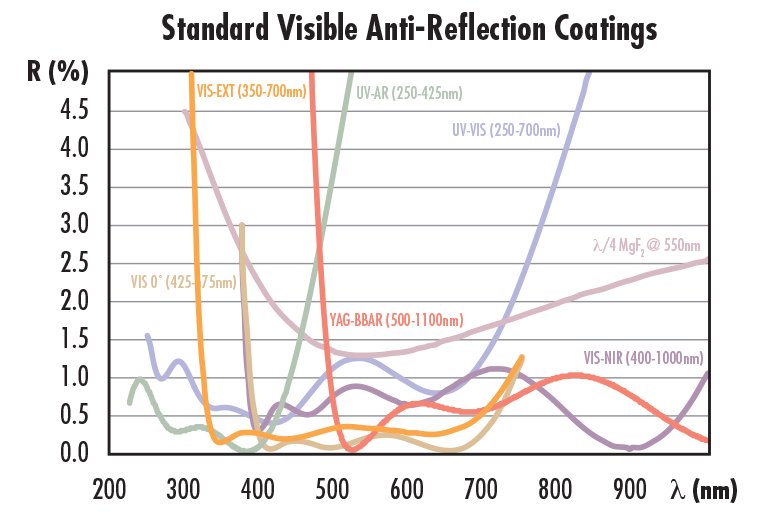 Standard Visible Anti-Reflection Coatings
R (%)
VIS-EXT (350-700nm)
UV-AR (250-425nm)
4.5
UV-VIS (250-700nm)
4.0
3.5
3.0
λ/4 MgF₂ @ 550nm
2.5
VIS 0° (425-675nm)
2.0
YAG-BBAR (500-1100nm)
1.5
VIS-NIR (400-1000nm)
1.0
0.5
0.0
200 300 400 500 600 700 800 900 λ (nm)